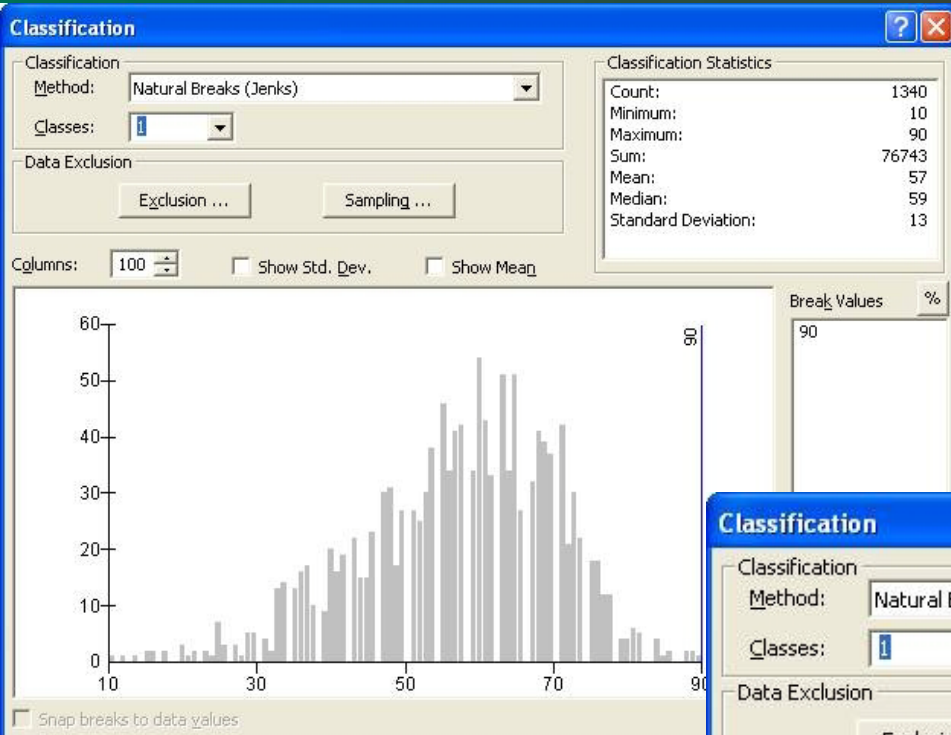 Classification
Classification
Method: Natural Breaks (Jenks)
Classes: 1
Data Exclusion
Exclusion ... Sampling ...
Classification Statistics
Count: 1340
Minimum: 10
Maximum: 90
Sum: 76743
Mean: 57
Median: 59
Standard Deviation: 13
Columns: 100 Show Std. Dev. Show Mean
Break Values %
90
90
60
50
40
30
20
10
0
10 30 50 70 90
Snap breaks to data values
Classification
Classification
Method: Natural
Classes: 1
Data Exclusion